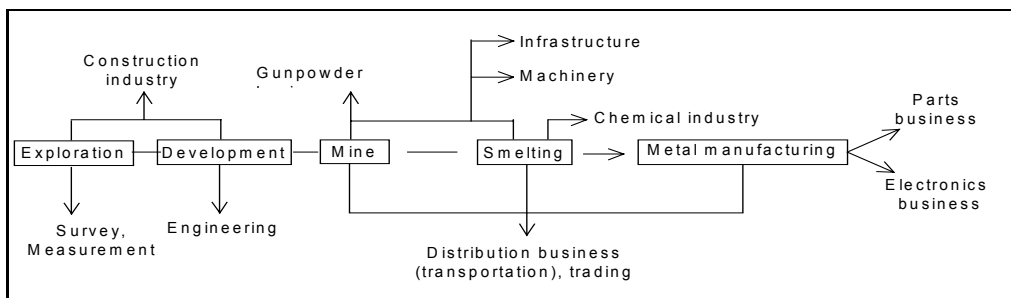 Infrastructure
Construction
industry
Gunpowder
Machinery
Parts
business
Chemical industry
Exploration
Development
Mine
Smelting
Metal manufacturing
Electronics
business
Survey,
Measurement
Engineering
Distribution business
(transportation), trading